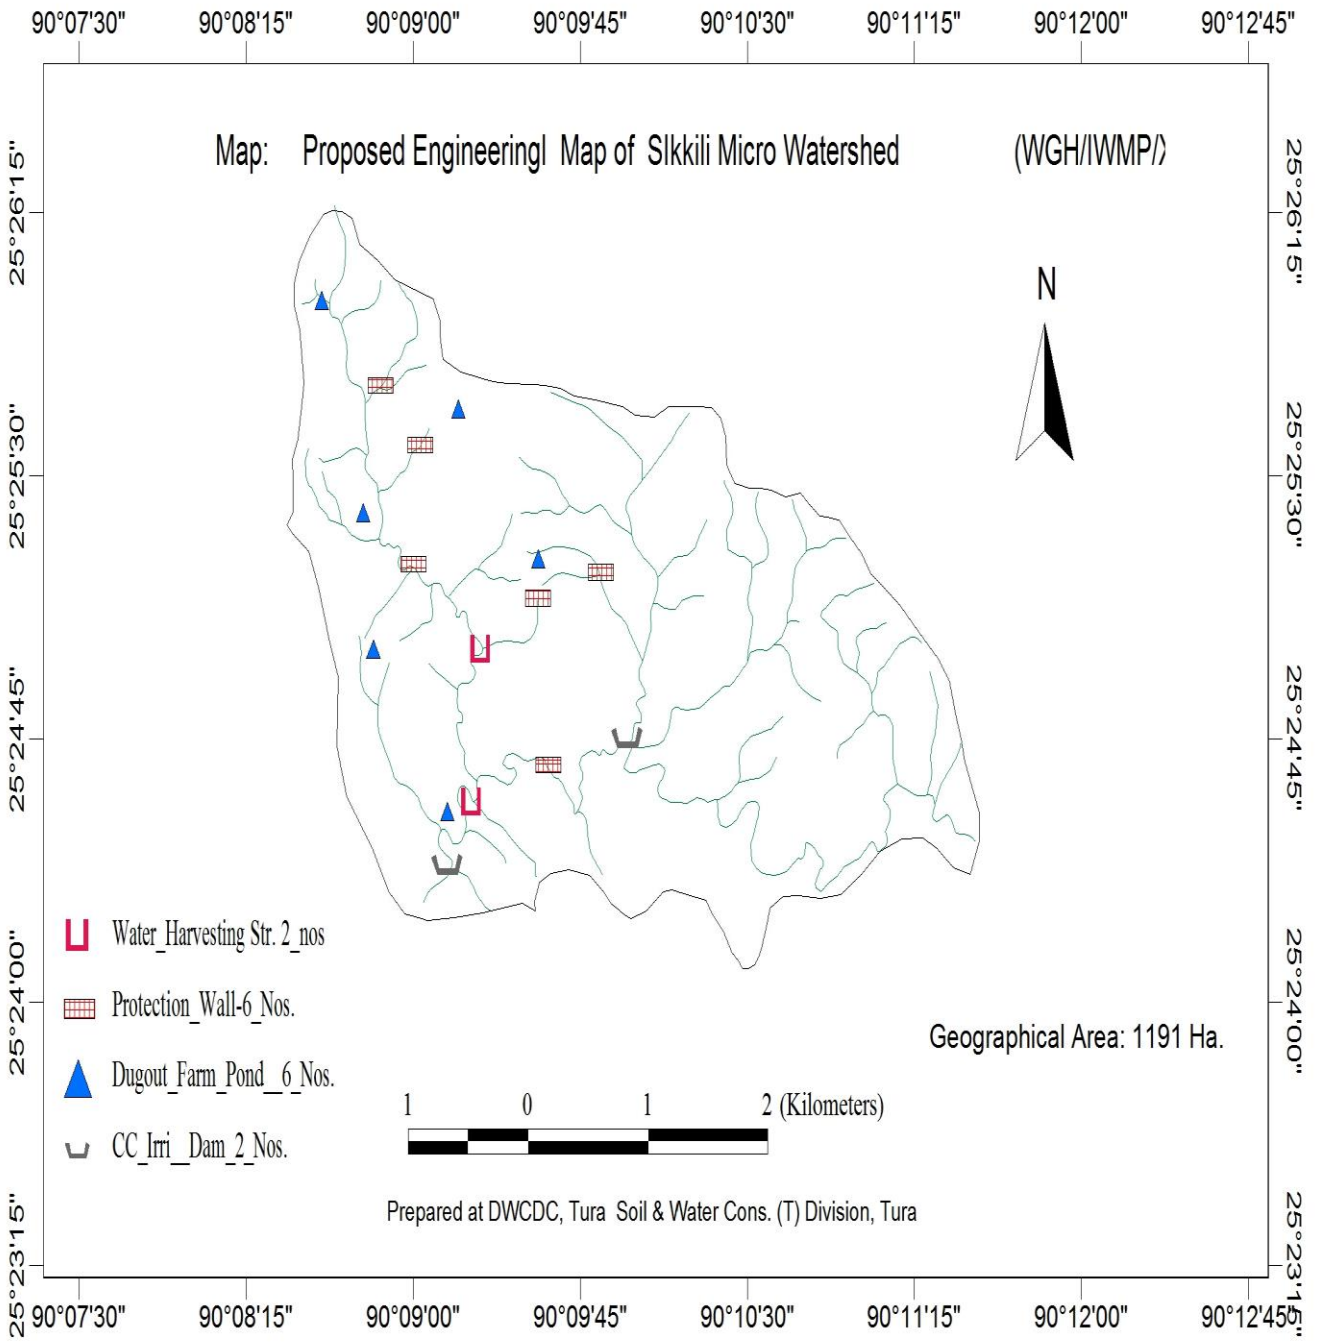 90°07'30" 90°08'15" 90°09'00" 90°09'45" 90°10'30" 90°11'15" 90°12'00" 90°12'45"
Map: Proposed Engineeringl Map of SIkkili Micro Watershed (WGH/IWMP/
25°26'15" 25°26'15"
N
25°25'30" 25°25'30"
25°24'45" 25°24'45"
Water_Harvesting Str. 2_nos
25°24'00" 25°24'00"
Protection_Wall-6_Nos.
Geographical Area: 1191 Ha.
Dugout_Farm_Pond__6_Nos.
1 0 1 2 (Kilometers)
CC_Irri__Dam_2_Nos.
Prepared at DWCDC, Tura Soil & Water Cons. (T) Division, Tura
25°23'15" 25°23'15"
90°07'30" 90°08'15" 90°09'00" 90°09'45" 90°10'30" 90°11'15" 90°12'00" 90°12'45"